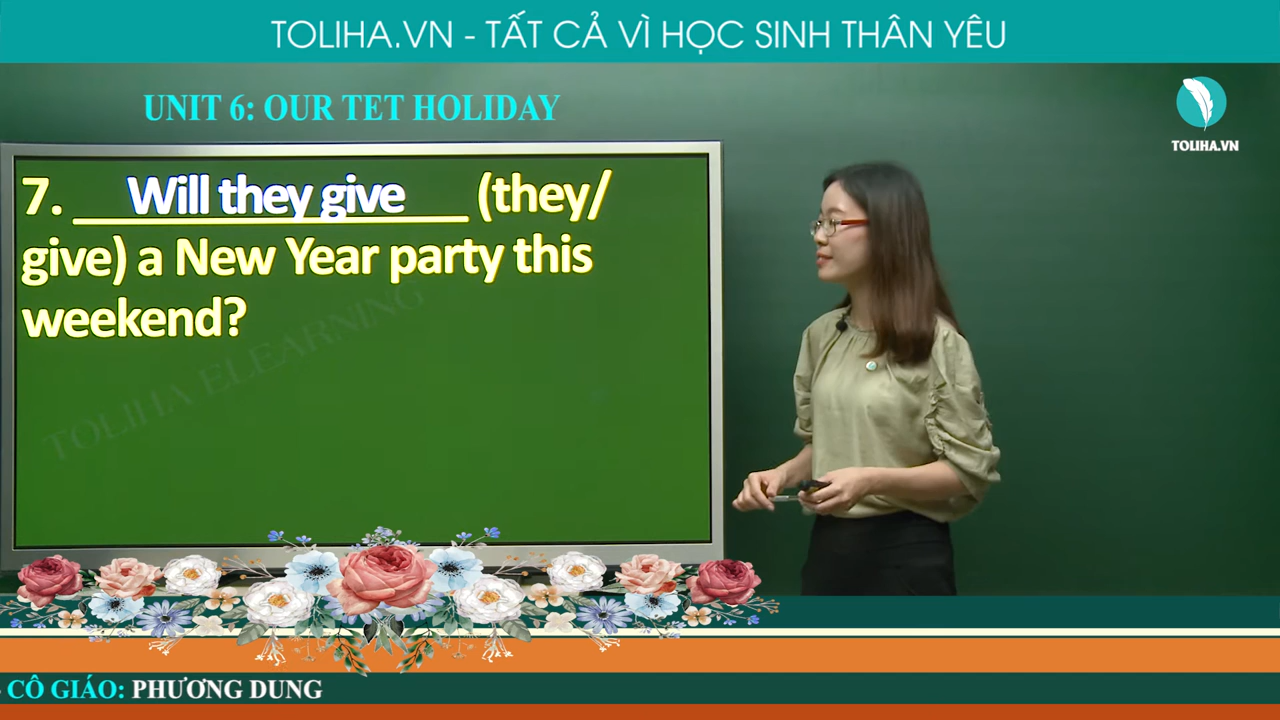 TOLIHA.VN - TẤT CẢ VÌ HỌC SINH THÂN YÊU
UNIT 6: OUR TET HOLIDAY
TOLIHA.VN
7. Will they give (they/
give) a New Year party this
weekend?
TOLIHA ELEARNING
CÔ GIÁO: PHƯƠNG DUNG